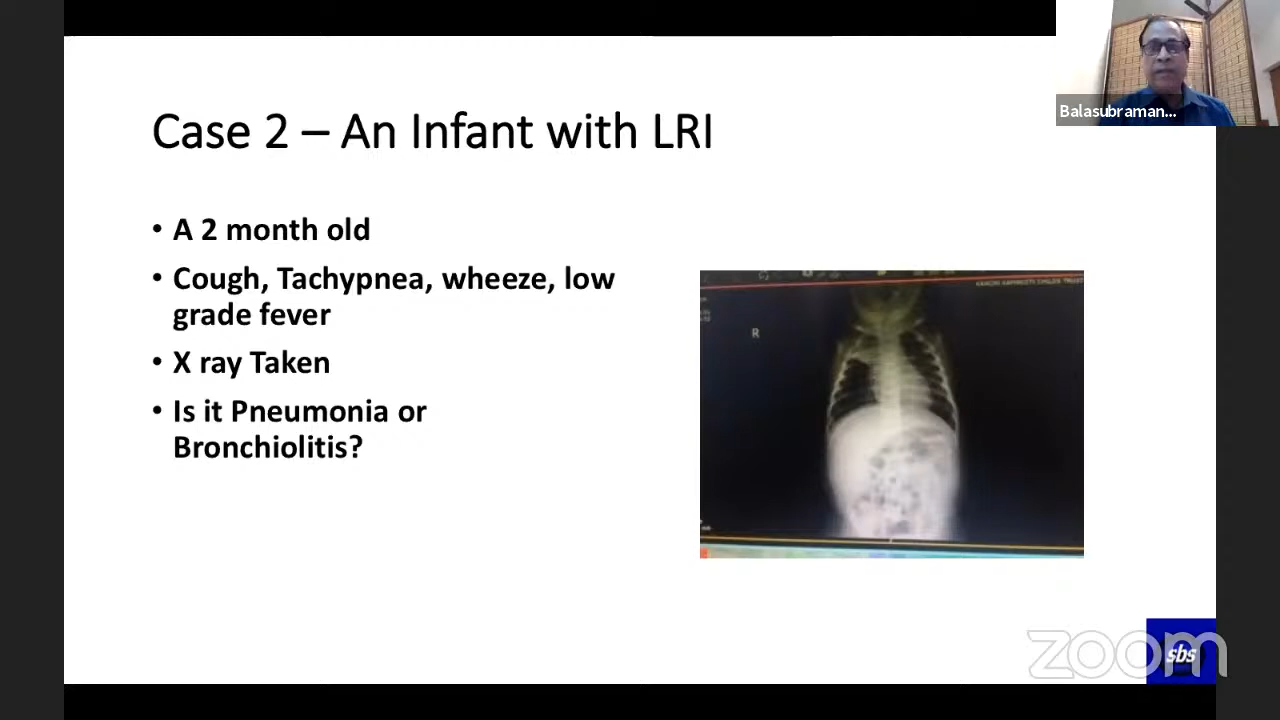 Balasubraman...
Case 2 – An Infant with LRI
• A 2 month old
• Cough, Tachypnea, wheeze, low
grade fever
• X ray Taken
• Is it Pneumonia or
Bronchiolitis?
R
zoom
sbs